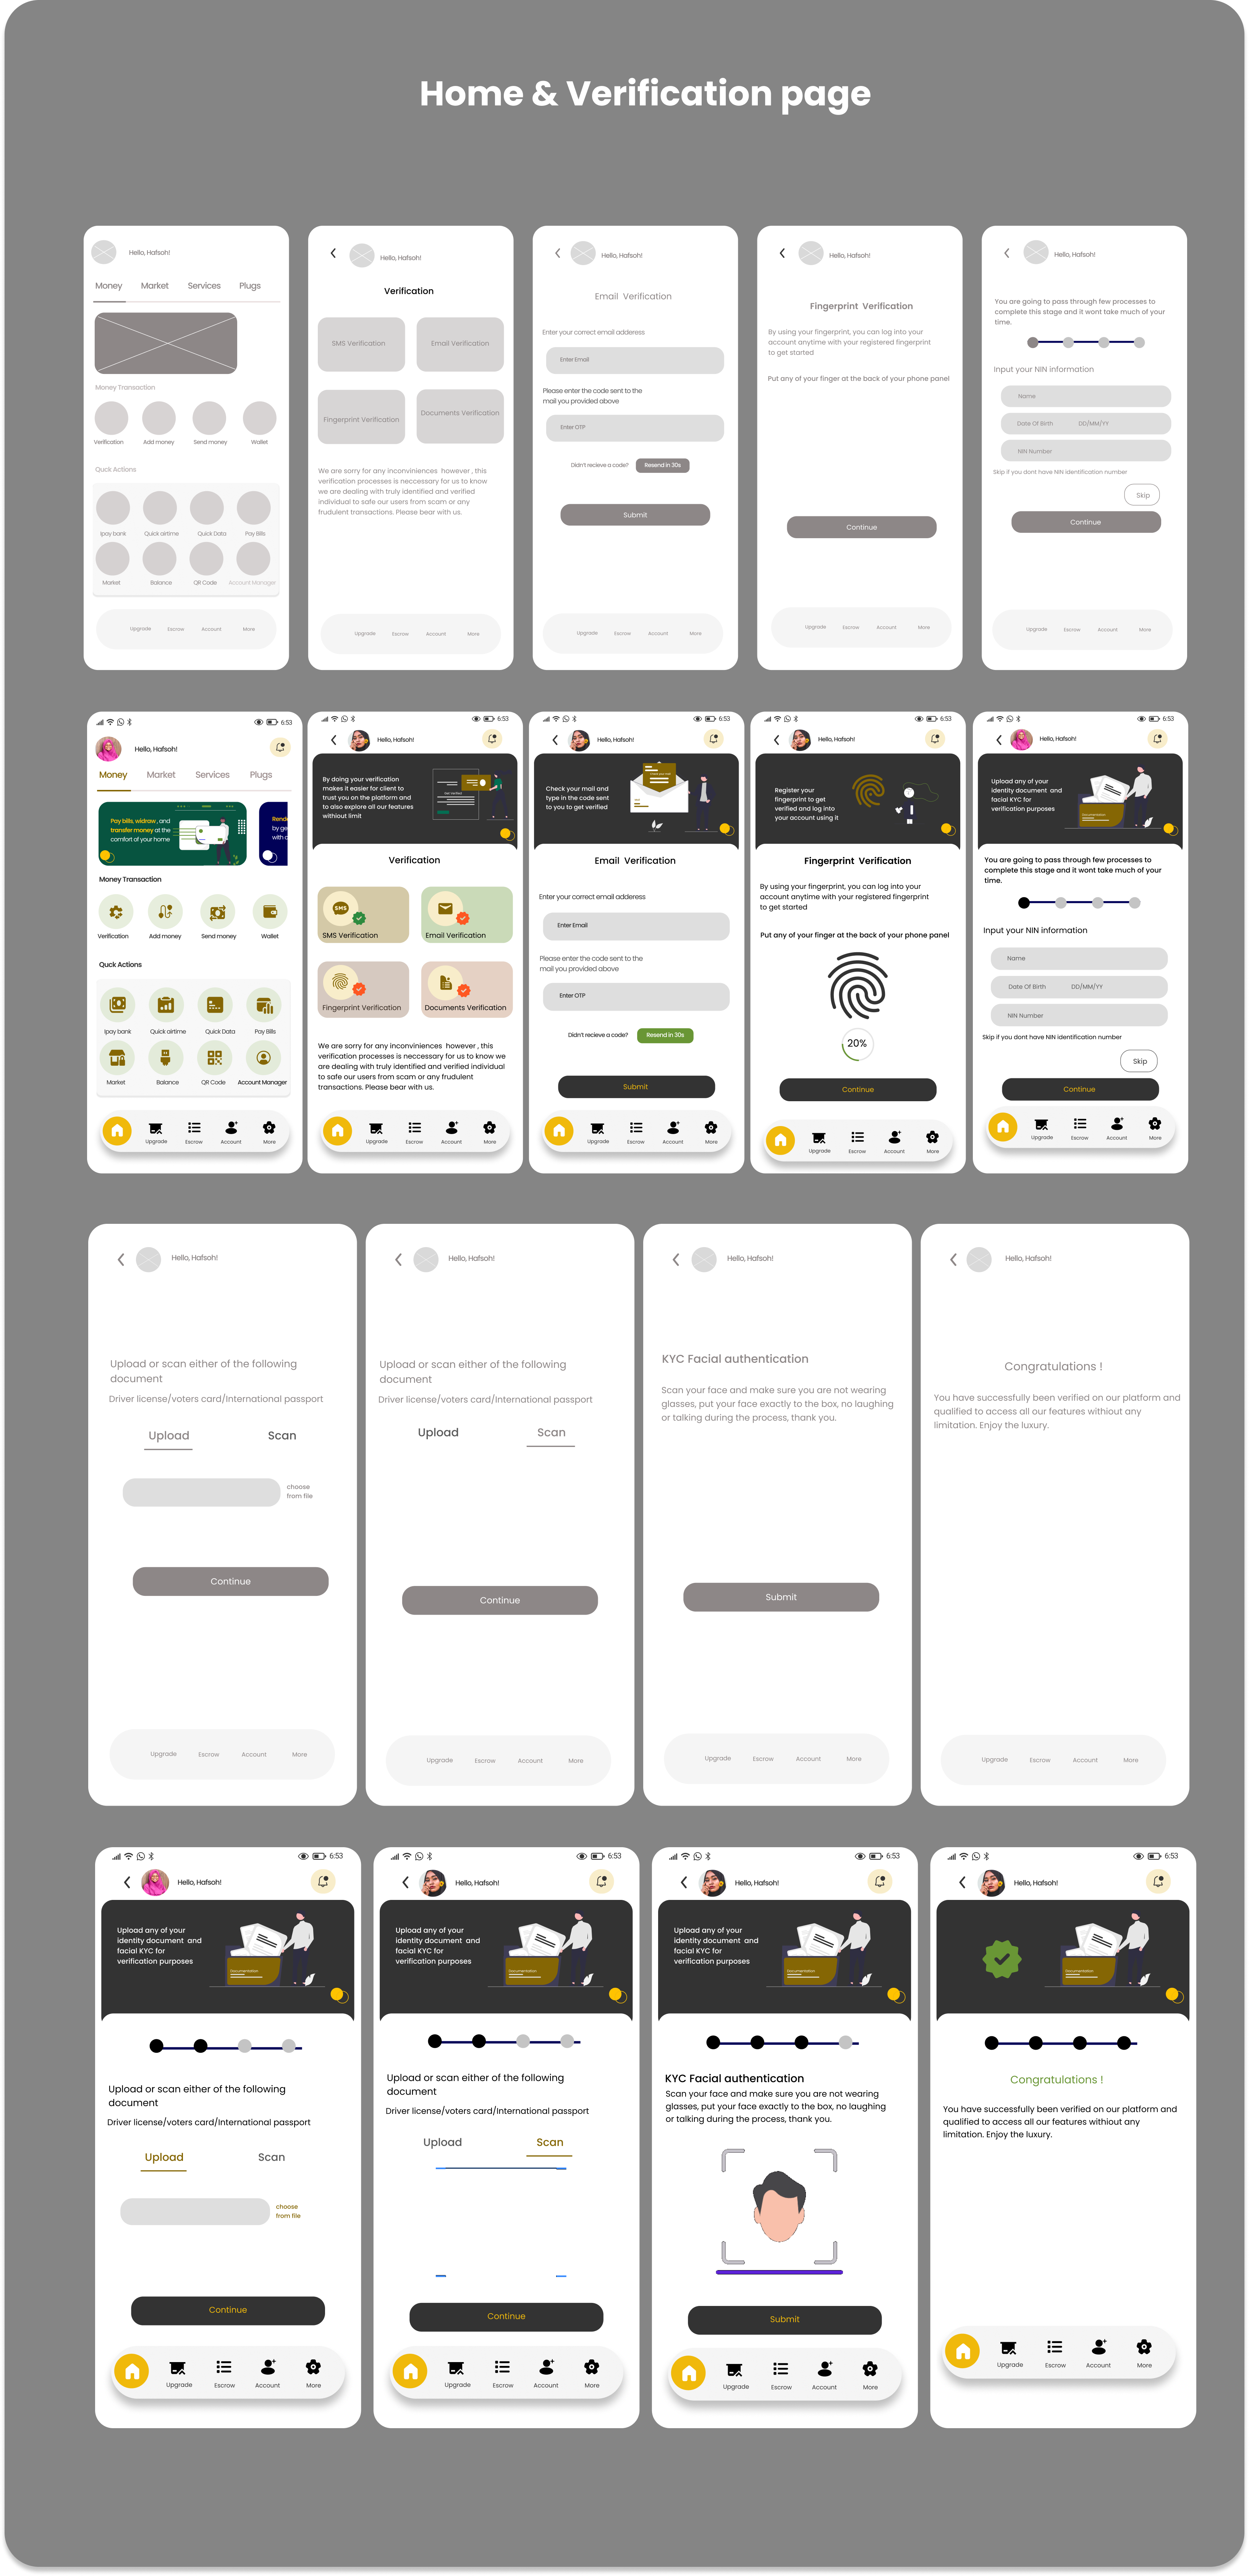 Home & Verification page
Hello, Hafsoh!
Money Market Services Plugs
Money Transaction
Verification Add money Send money Wallet
Quck Actions
Ipay bank Quick airtime Quick Data Pay Bills
Market Balance QR Code Account Manager
Upgrade Escrow Account More
Hello, Hafsoh!
Verification
SMS Verification Email Verification
Fingerprint Verification Documents Verification
We are sorry for any inconviniences however , this
verification processes is neccessary for us to know
we are dealing with truly identified and verified
individual to safe our users from scam or any
frudulent transactions. Please bear with us.
Upgrade Escrow Account More
Hello, Hafsoh!
Email Verification
Enter your correct email adderess
Enter Email
Please enter the code sent to the
mail you provided above
Enter OTP
Didn't recieve a code? Resend in 30s
Submit
Upgrade Escrow Account More
Hello, Hafsoh!
Fingerprint Verification
By using your fingerprint, you can log into your
account anytime with your registered fingerprint
to get started
Put any of your finger at the back of your phone panel
Continue
Upgrade Escrow Account More
Hello, Hafsoh!
You are going to pass through few processes to
complete this stage and it wont take much of your
time.
Input your NIN information
Name
Date Of Birth DD/MM/YY
NIN Number
Skip if you dont have NIN identification number
Skip
Continue
Upgrade Escrow Account More
6:53
Hello, Hafsoh!
Money Market Services Plugs
Pay bills, widraw , and
transfer money at the
comfort of your home
Rende
by ge
with c
Money Transaction
Verification Add money Send money Wallet
Quck Actions
Ipay bank Quick airtime Quick Data Pay Bills
Market Balance QR Code Account Manager
Upgrade Escrow Account More
6:53
Hello, Hafsoh!
By doing your verification
makes it easier for client to
trust you on the platform and
to also explore all our features
withiout limit
Verification
SMS
SMS Verification Email Verification
Fingerprint Verification Documents Verification
We are sorry for any inconviniences however , this
verification processes is neccessary for us to know we
are dealing with truly identified and verified individual
to safe our users from scam or any frudulent
transactions. Please bear with us.
Upgrade Escrow Account More
6:53
Hello, Hafsoh!
Check your mail and
type in the code sent
to you to get verified
Email Verification
Enter your correct email adderess
Enter Email
Please enter the code sent to the
mail you provided above
Enter OTP
Didn't recieve a code? Resend in 30s
Submit
Upgrade Escrow Account More
6:53
Hello, Hafsoh!
Register your
fingerprint to get
verified and log into
your account using it
Fingerprint Verification
By using your fingerprint, you can log into your
account anytime with your registered fingerprint
to get started
Put any of your finger at the back of your phone panel
20%
Continue
Upgrade Escrow Account More
6:53
Hello, Hafsoh!
Upload any of your
identity document and
facial KYC for
verification purposes
Documentation
You are going to pass through few processes to
complete this stage and it wont take much of your
time.
Input your NIN information
Name
Date Of Birth DD/MM/YY
NIN Number
Skip if you dont have NIN identification number
Skip
Continue
Upgrade Escrow Account More
Hello, Hafsoh!
Upload or scan either of the following
document
Driver license/voters card/International passport
Upload Scan
choose
from file
Continue
Upgrade Escrow Account More
Hello, Hafsoh!
Upload or scan either of the following
document
Driver license/voters card/International passport
Upload Scan
Continue
Upgrade Escrow Account More
Hello, Hafsoh!
KYC Facial authentication
Scan your face and make sure you are not wearing
glasses, put your face exactly to the box, no laughing
or talking during the process, thank you.
Submit
Upgrade Escrow Account More
Hello, Hafsoh!
Congratulations !
You have successfully been verified on our platform and
qualified to access all our features withiout any
limitation. Enjoy the luxury.
Upgrade Escrow Account More
6:53
Hello, Hafsoh!
Upload any of your
identity document and
facial KYC for
verification purposes
Documentation
Upload or scan either of the following
document
Driver license/voters card/International passport
Upload Scan
choose
from file
Continue
Upgrade Escrow Account More
6:53
Hello, Hafsoh!
Upload any of your
identity document and
facial KYC for
verification purposes
Documentation
Upload or scan either of the following
document
Driver license/voters card/International passport
Upload Scan
Continue
Upgrade Escrow Account More
6:53
Hello, Hafsoh!
Upload any of your
identity document and
facial KYC for
verification purposes
Documentation
KYC Facial authentication
Scan your face and make sure you are not wearing
glasses, put your face exactly to the box, no laughing
or talking during the process, thank you.
Submit
Upgrade Escrow Account More
6:53
Hello, Hafsoh!
Documentation
Congratulations !
You have successfully been verified on our platform and
qualified to access all our features withiout any
limitation. Enjoy the luxury.
Upgrade Escrow Account More